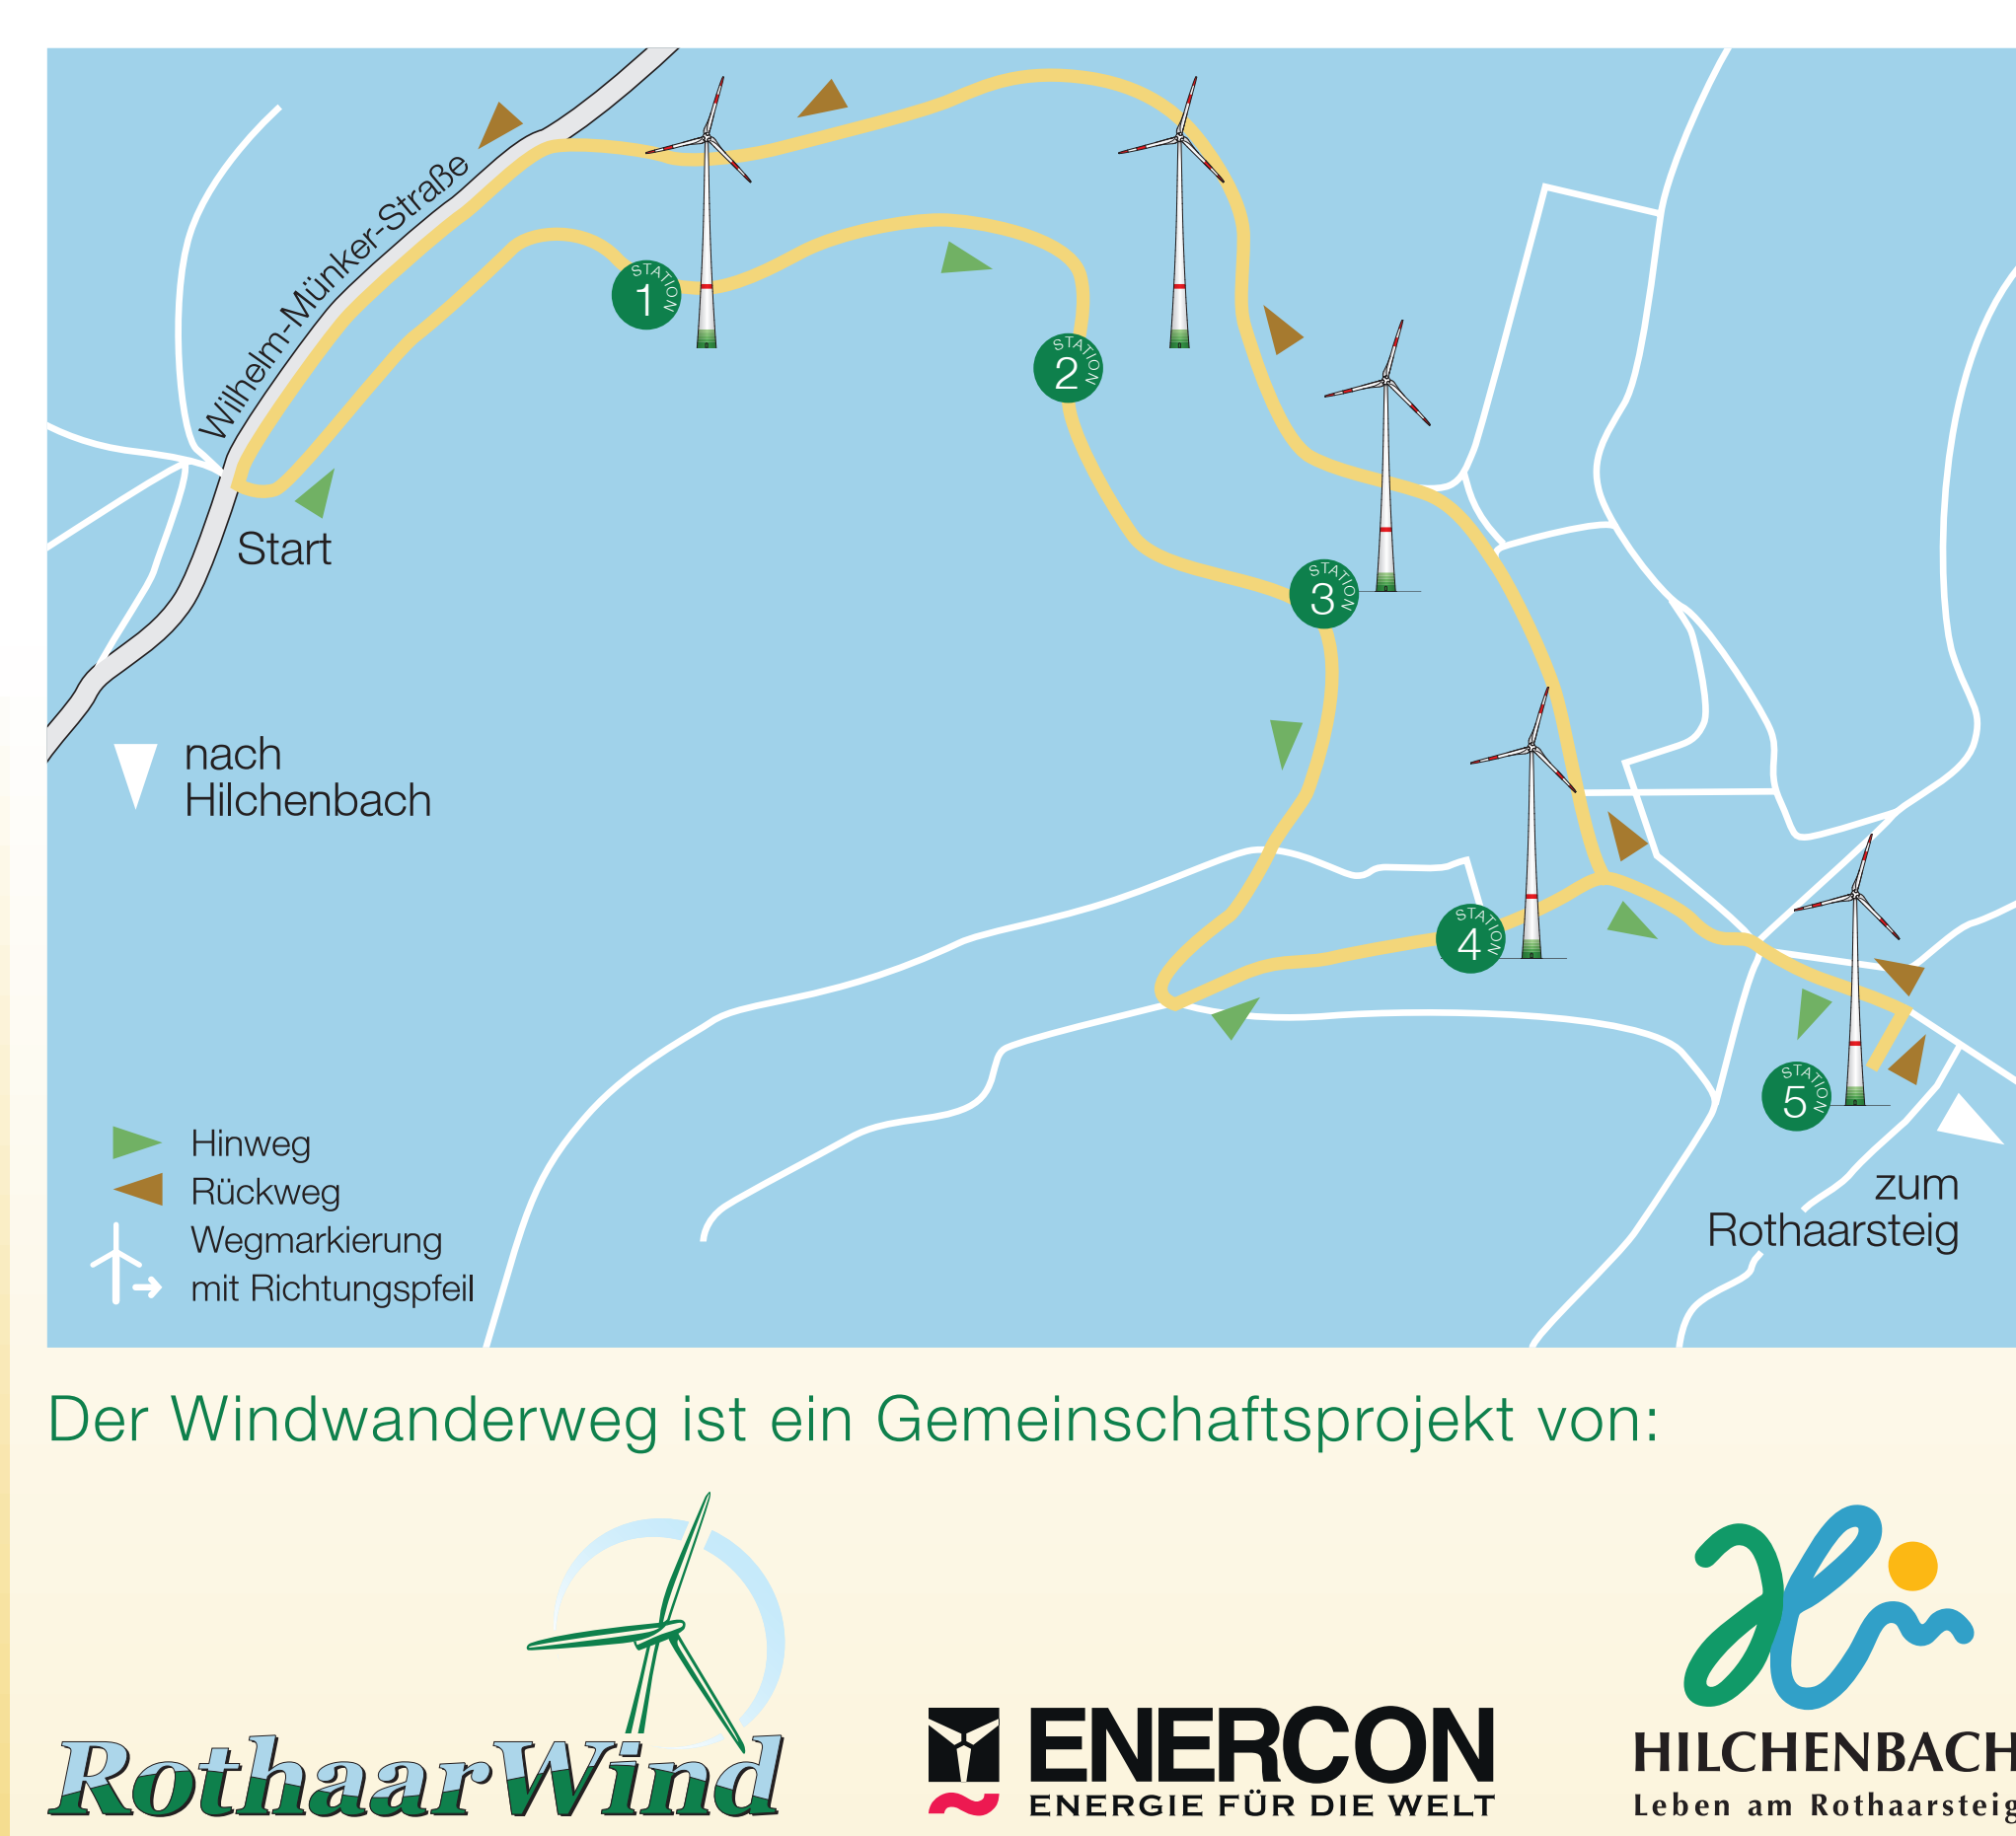 Wilhelm-Münker-Straße
STATION
1
STATION
2
Start
STATION
3
nach
Hilchenbach
STATION
4
STATION
5
Hinweg
Rückweg
Wegmarkierung
mit Richtungspfeil
zum
Rothaarsteig
Der Windwanderweg ist ein Gemeinschaftsprojekt von:
RothaarWind
ENERCON
ENERGIE FÜR DIE WELT
HILCHENBACH
Leben am Rothaarsteig